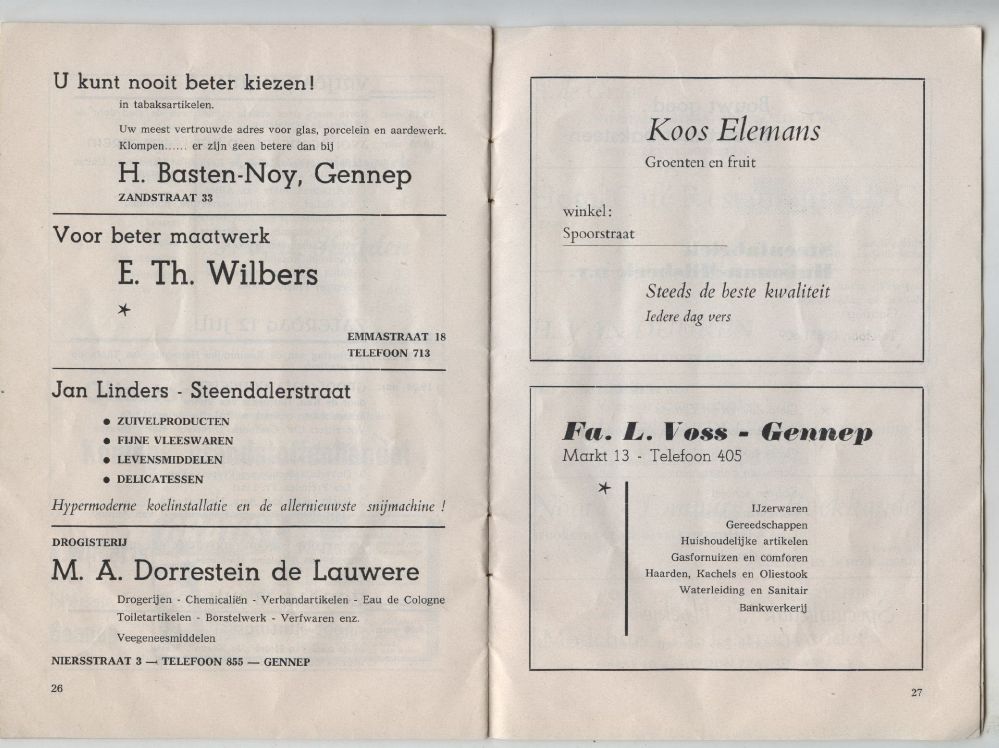 U kunt nooit beter kiezen!
in tabaksartikelen.
Uw meest vertrouwde adres voor glas, porcelein en aardewerk.
Klompen...... er zijn geen betere dan bij
H. Basten-Noy, Gennep
ZANDSTRAAT 33
Voor beter maatwerk
E. Th. Wilbers
EMMASTRAAT 18
TELEFOON 713
Jan Linders - Steendalerstraat
● ZUIVELPRODUCTEN
● FIJNE VLEESWAREN
● LEVENSMIDDELEN
● DELICATESSEN
Hypermoderne koelinstallatie en de allernieuwste snijmachine !
DROGISTERIJ
M. A. Dorrestein de Lauwere
Drogerijen - Chemicaliën - Verbandartikelen - Eau de Cologne
Toiletartikelen - Borstelwerk - Verfwaren enz.
Veegeneesmiddelen
NIERSSTRAAT 3 — TELEFOON 855 — GENNEP
26
Koos Elemans
Groenten en fruit
winkel:
Spoorstraat
Steeds de beste kwaliteit
Iedere dag vers
Fa. L. Voss - Gennep
Markt 13 - Telefoon 405
IJzerwaren
Gereedschappen
Huishoudelijke artikelen
Gasfornuizen en comforen
Haarden, Kachels en Oliestook
Waterleiding en Sanitair
Bankwerkerij
27